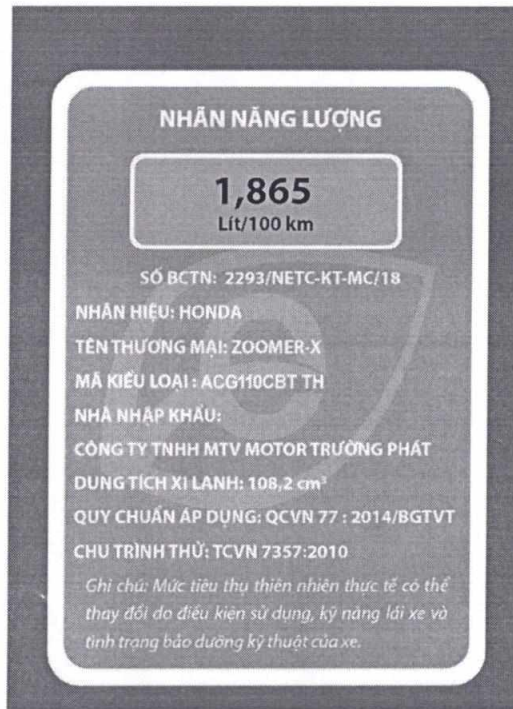 NHÃN NĂNG LƯỢNG
1,865
Lít/100 km
SỐ BCTN: 2293/NETC-KT-MC/18
NHÃN HIỆU: HONDA
TÊN THƯƠNG MẠI: ZOOMER-X
MÃ KIỂU LOẠI : ACG110CBT TH
NHÀ NHẬP KHẨU:
CÔNG TY TNHH MTV MOTOR TRƯỜNG PHÁT
DUNG TÍCH XI LANH: 108,2 cm³
QUY CHUẨN ÁP DỤNG: QCVN 77 : 2014/BGTVT
CHU TRÌNH THỬ: TCVN 7357:2010
Ghi chú: Mức tiêu thụ thiên nhiên thực tế có thể
thay đổi do điều kiện sử dụng, kỹ năng lái xe và
tình trạng bảo dưỡng kỹ thuật của xe.